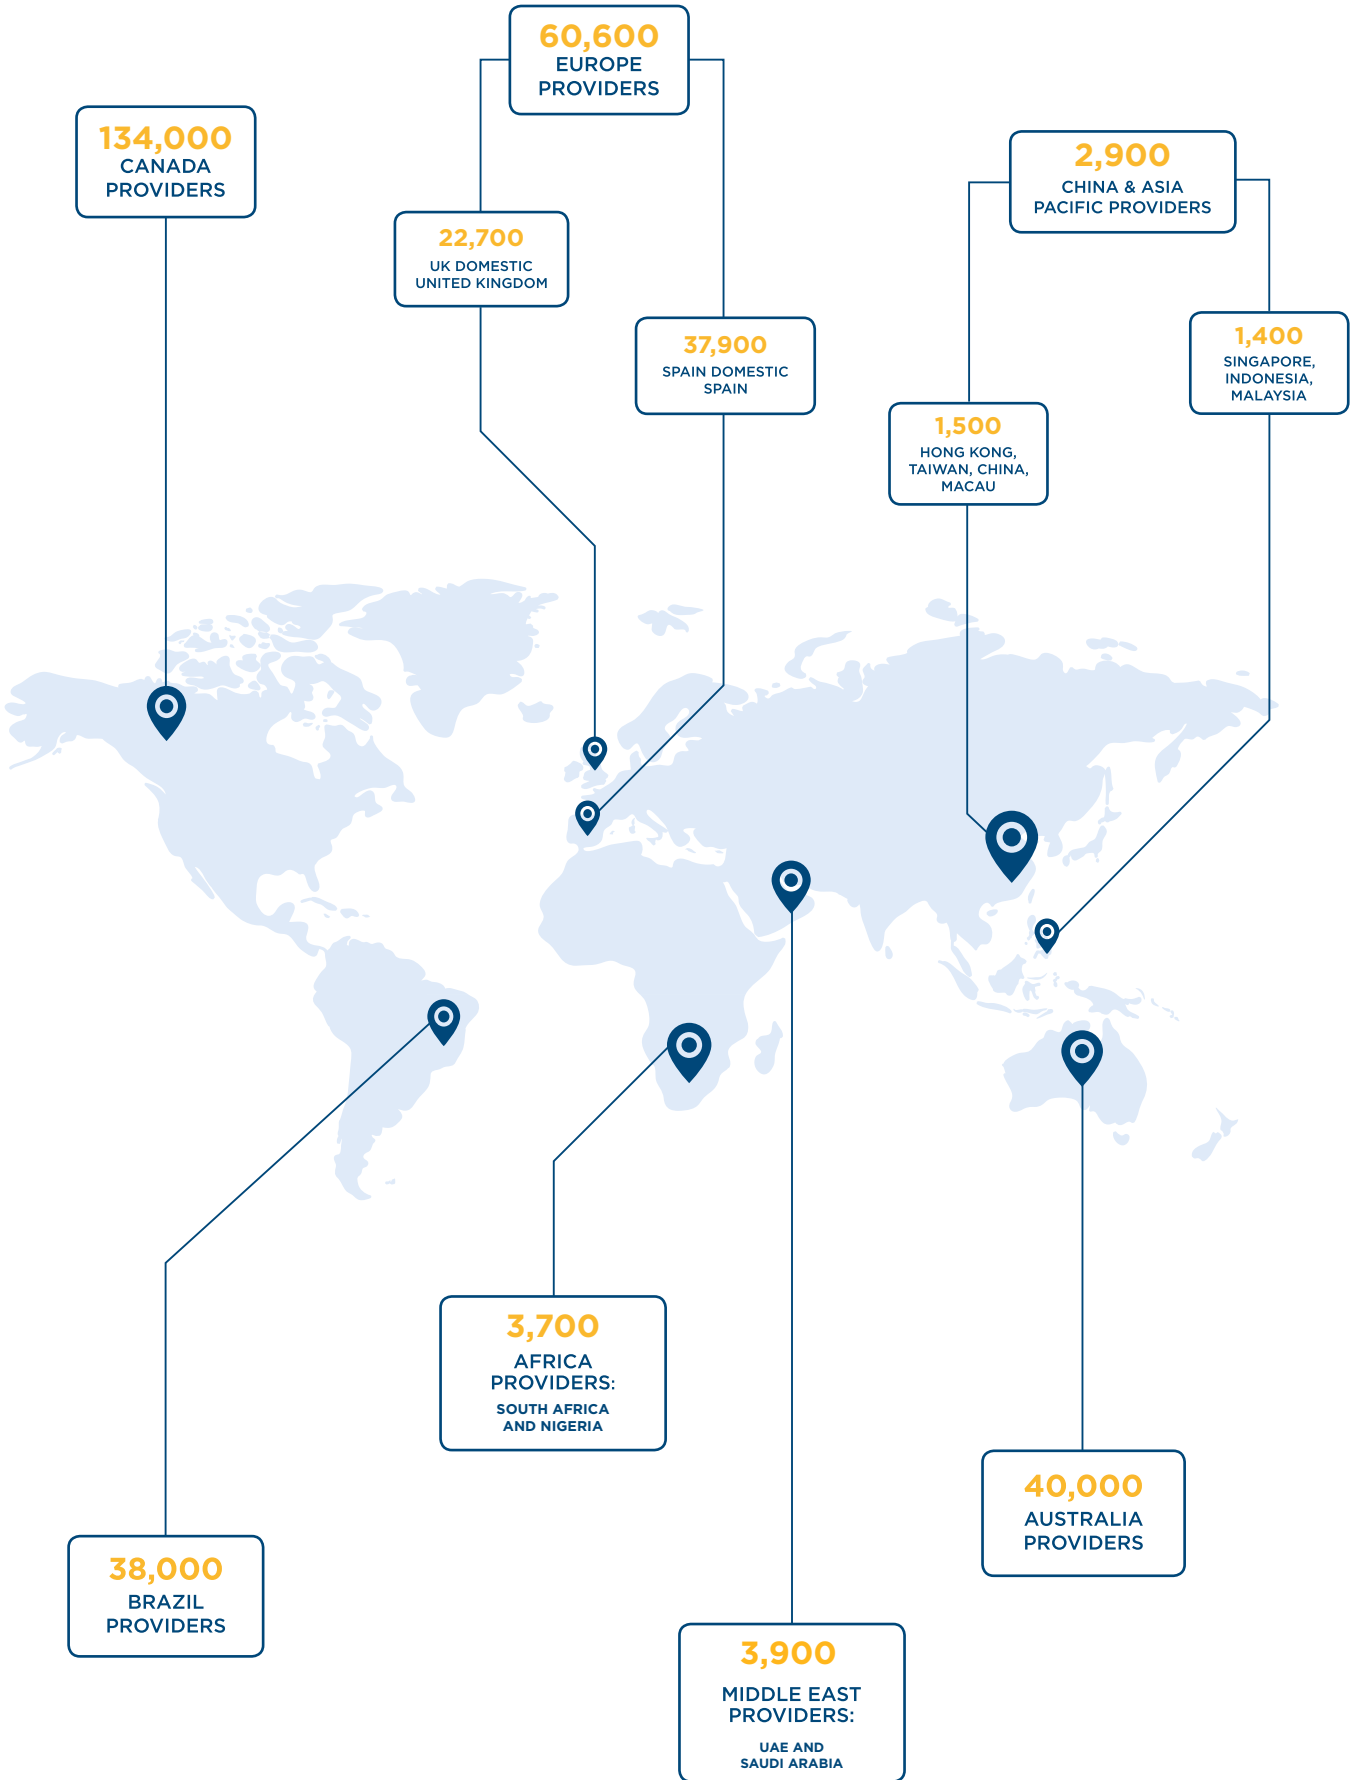 60,600
EUROPE
PROVIDERS
134,000
CANADA
PROVIDERS
2,900
CHINA & ASIA
PACIFIC PROVIDERS
22,700
UK DOMESTIC
UNITED KINGDOM
37,900
SPAIN DOMESTIC
SPAIN
1,400
SINGAPORE,
INDONESIA,
MALAYSIA
1,500
HONG KONG,
TAIWAN, CHINA,
MACAU
3,700
AFRICA
PROVIDERS:
SOUTH AFRICA
AND NIGERIA
40,000
AUSTRALIA
PROVIDERS
38,000
BRAZIL
PROVIDERS
3,900
MIDDLE EAST
PROVIDERS:
UAE AND
SAUDI ARABIA